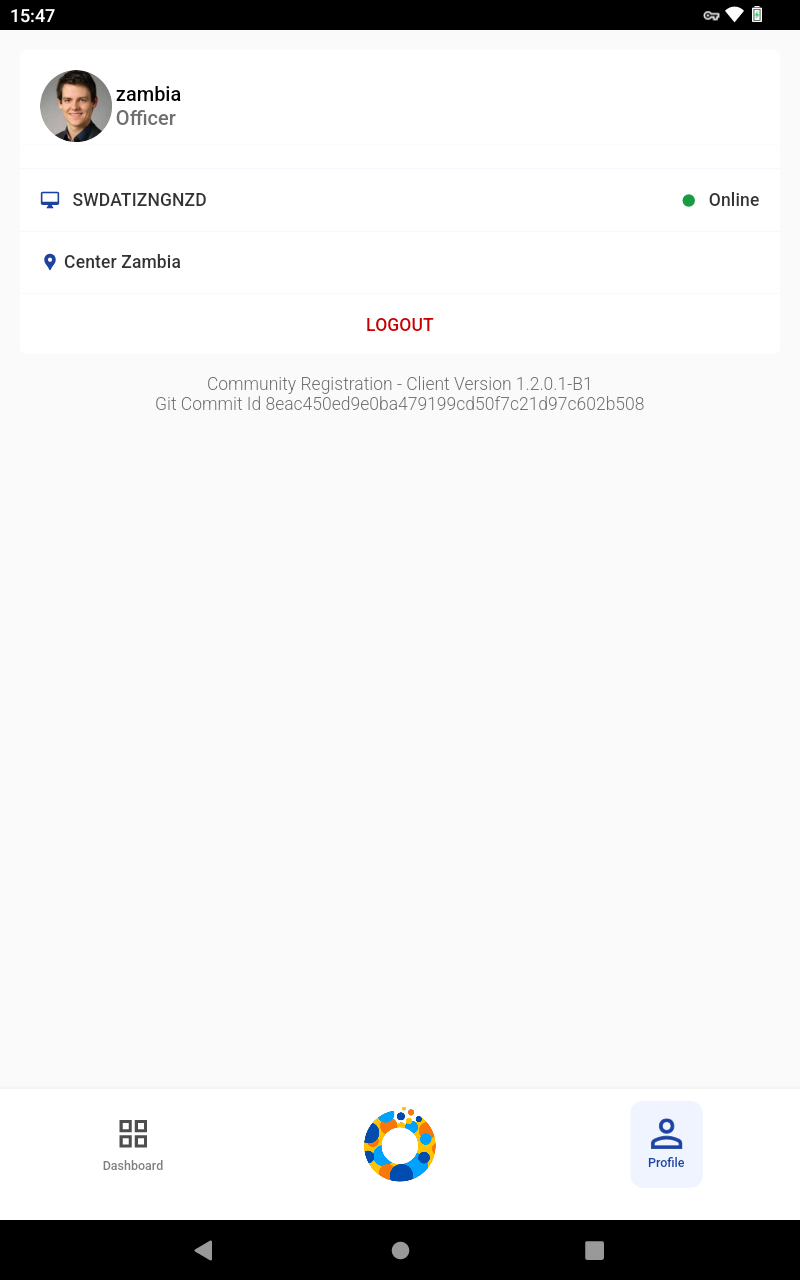 15:47
zambia
Officer
SWDATIZNGNZD
Online
Center Zambia
LOGOUT
Community Registration - Client Version 1.2.0.1-B1
Git Commit Id 8eac450ed9e0ba479199cd50f7c21d97c602b508
Dashboard
Profile